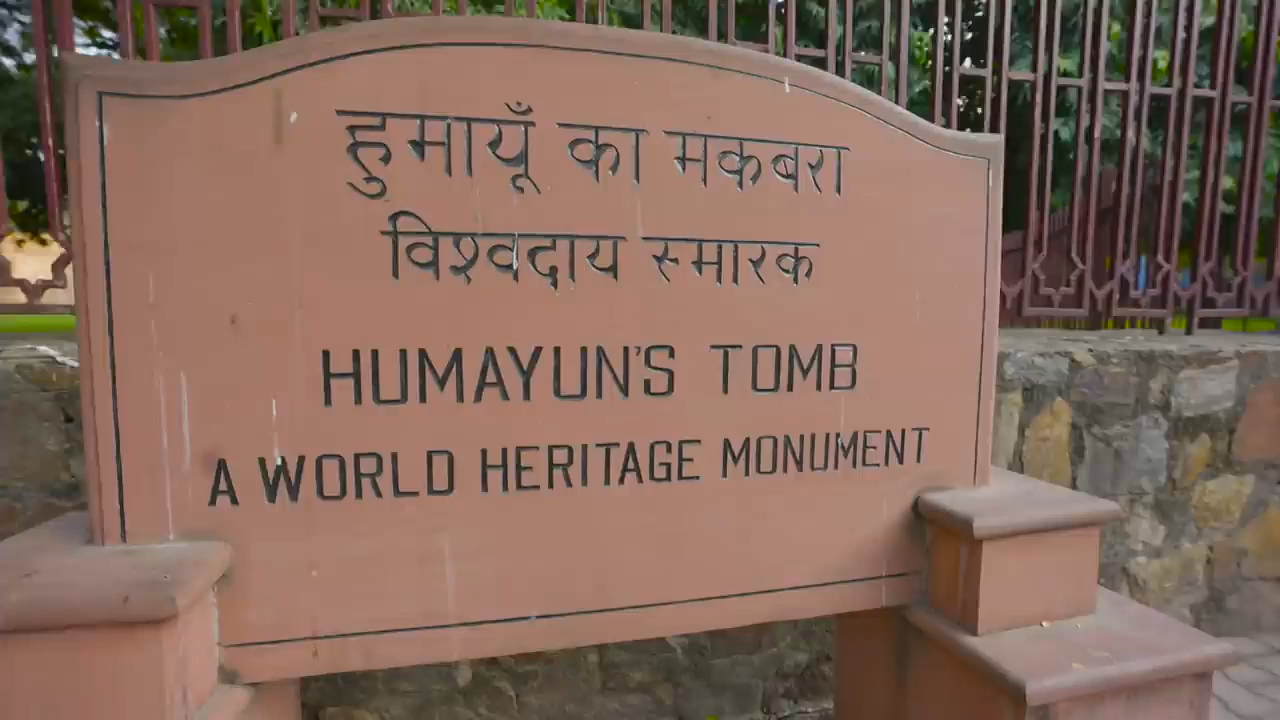 हुमायूँ का मकबरा
विश्वदाय स्मारक
HUMAYUN'S TOMB
A WORLD HERITAGE MONUMENT